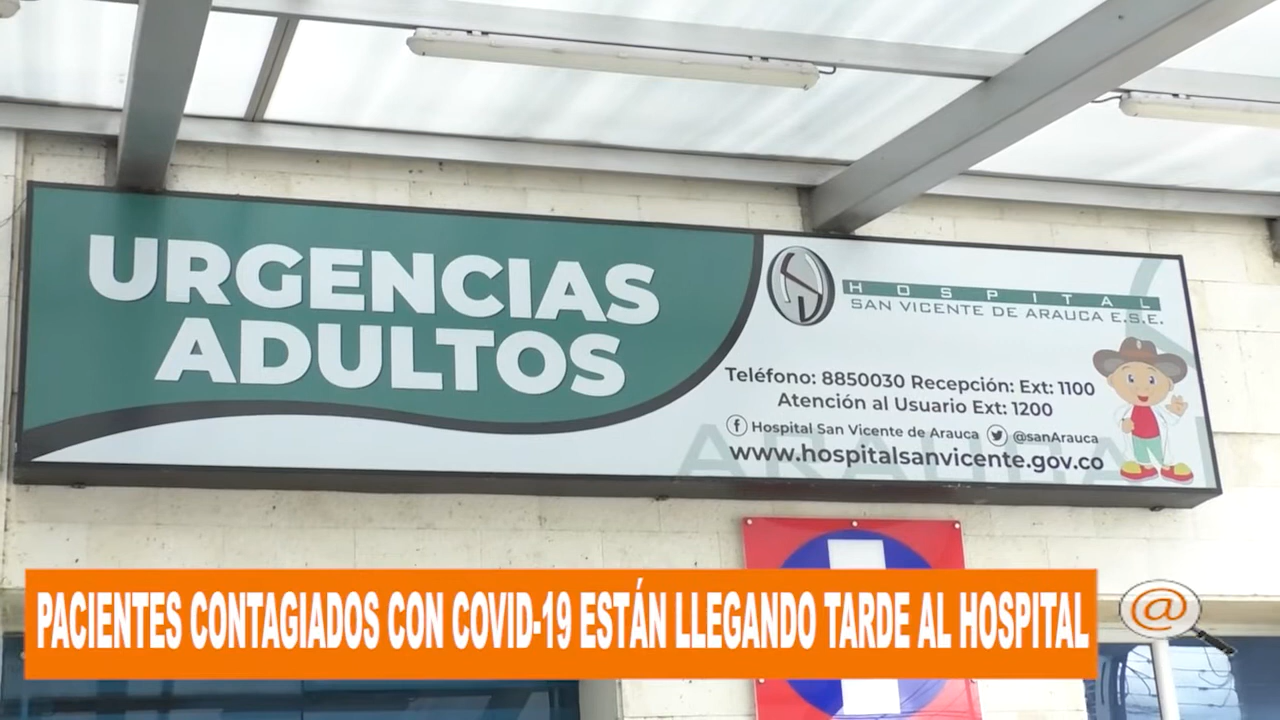 URGENCIAS
ADULTOS
HOSPITAL
SAN VICENTE DE ARAUCA E.S.E.
Teléfono: 8850030 Recepción: Ext: 1100
Atención al Usuario Ext: 1200
Hospital San Vicente de Arauca @sanArauca
www.hospitalsanvicente.gov.co
ARAUCA
PACIENTES CONTAGIADOS CON COVID-19 ESTÁN LLEGANDO TARDE AL HOSPITAL
@